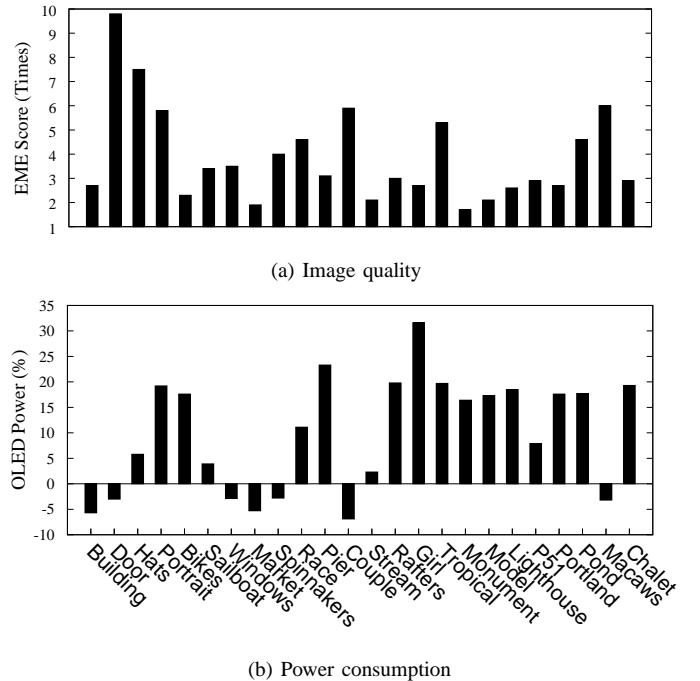 10
9
8
7
6
5
4
3
2
1
EME Score (Times)
(a) Image quality
35
30
25
20
15
10
5
0
-5
-10
OLED Power (%)
Building
Door
Hats
Portrait
Bikes
Sailboat
Windows
Market
Spinnakers
Race
Pier
Couple
Stream
Rafters
Girl
Tropical
Monument
Model
Lighthouse
P51
Portland
Pond
Macaws
Chalet
(b) Power consumption